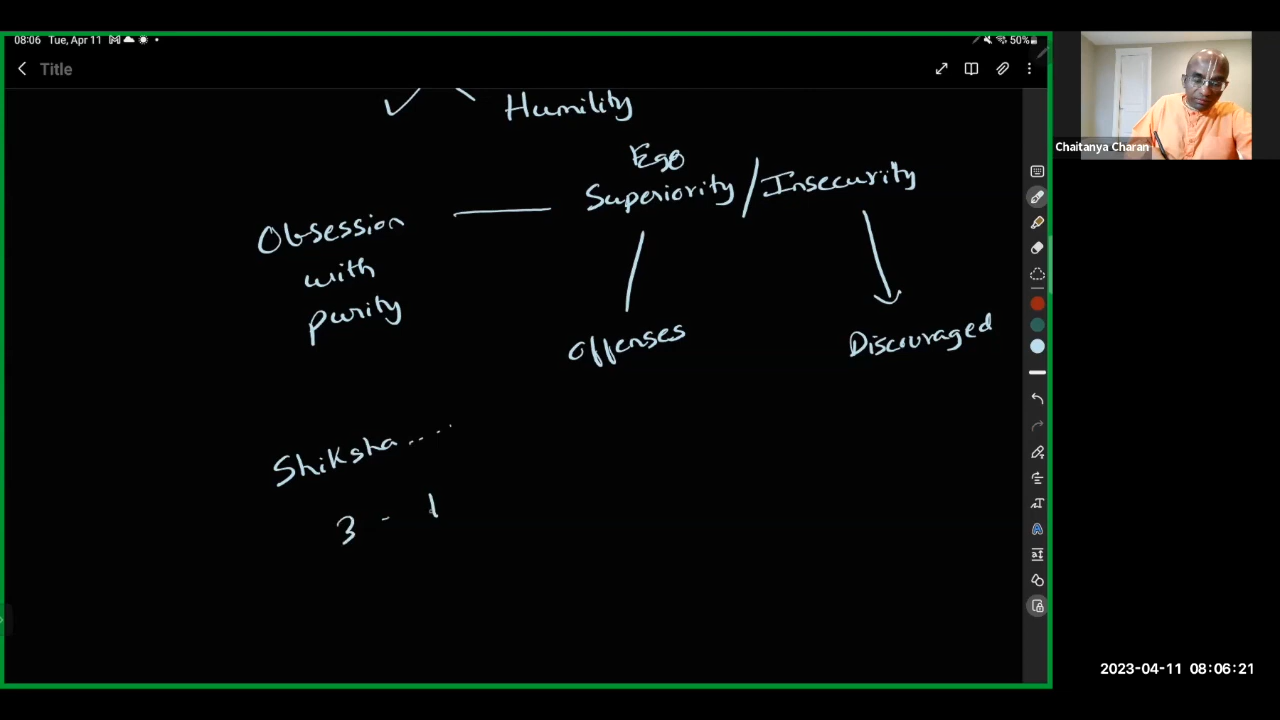 08:06 Tue, Apr 11
50%
Title
Humility
Ego
Superiority / Insecurity
Obsession
with
purity
Offenses
Discouraged
Shiksha......
3 - 1
Chaitanya Charan
2023-04-11 08:06:21